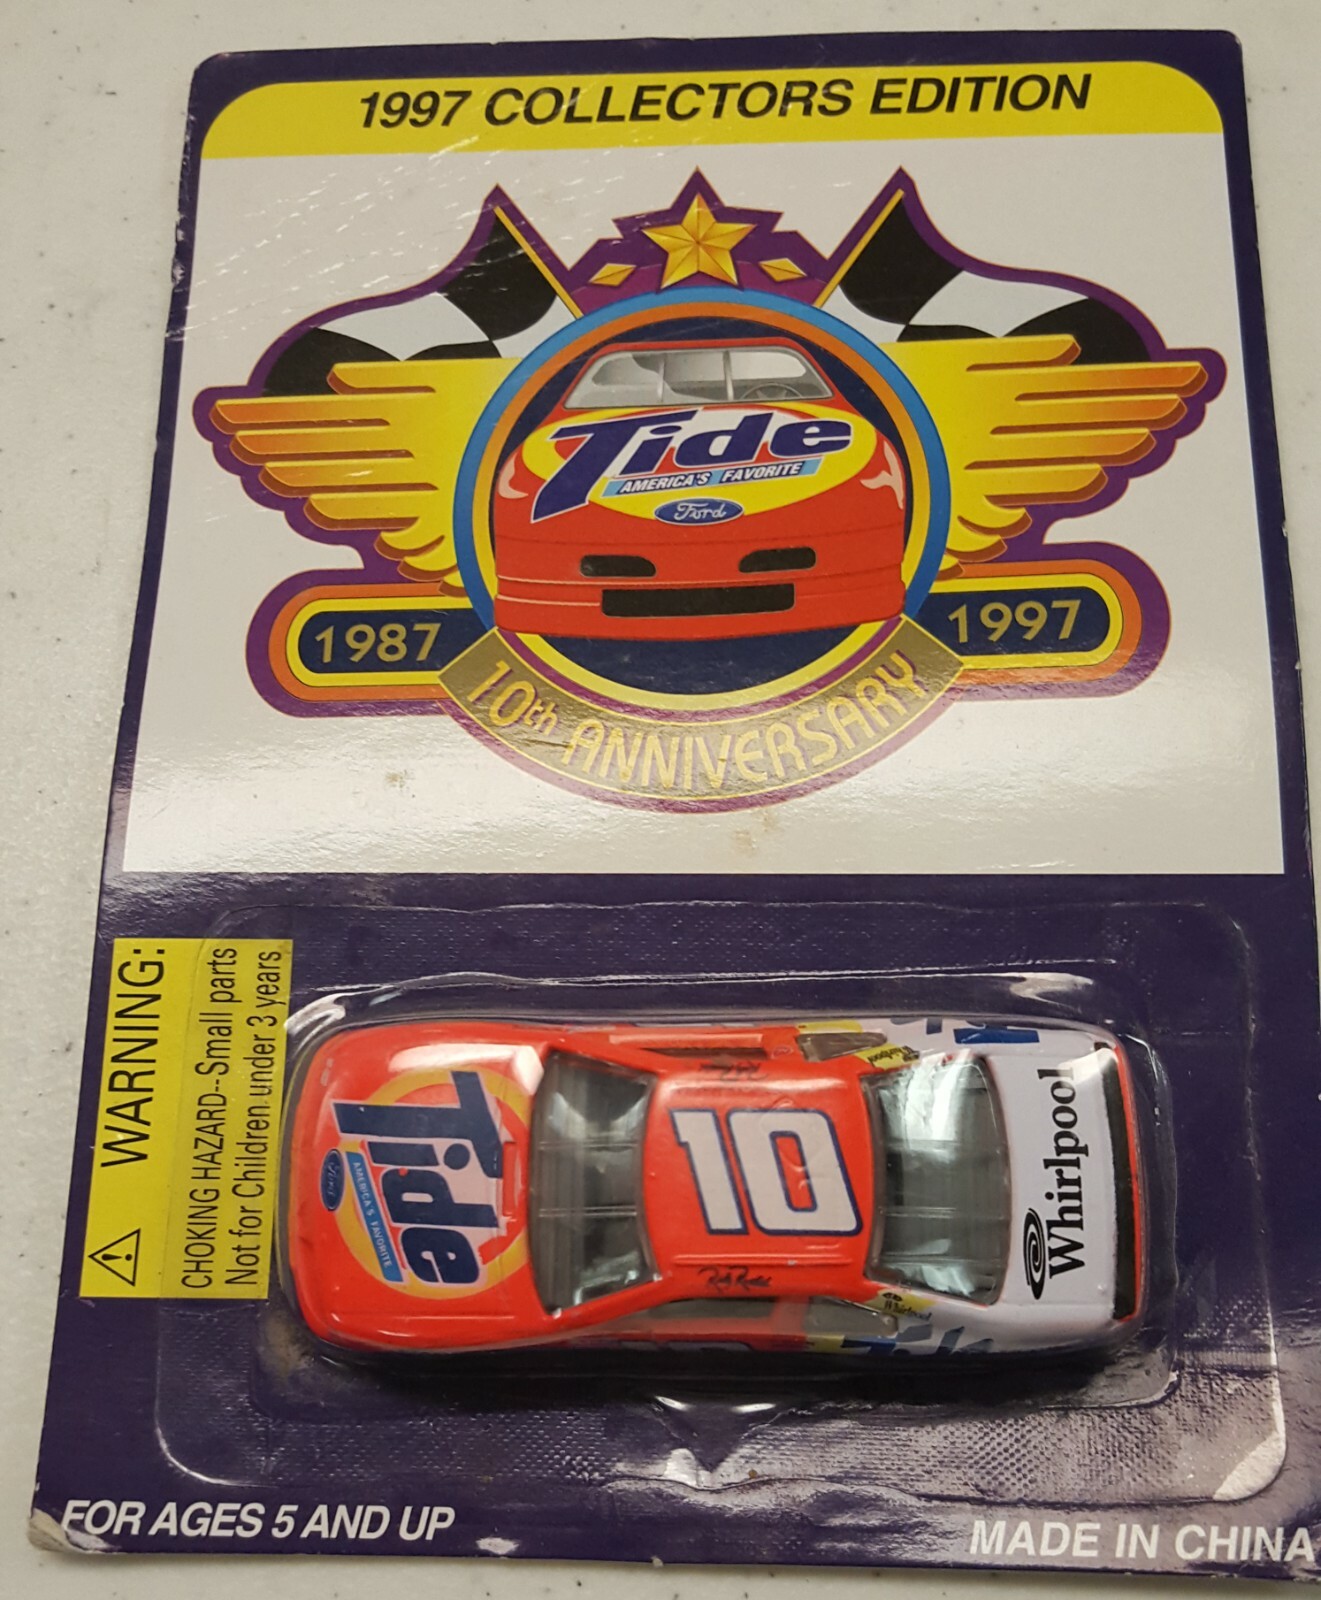 1997 COLLECTORS EDITION
Tide
AMERICA'S FAVORITE
Ford
1987
1997
10th ANNIVERSARY
WARNING:
CHOKING HAZARD--Small parts
Not for Children under 3 years
Tide
AMERICA'S FAVORITE
Ford
10
Whirlpool
Whirlpool
FOR AGES 5 AND UP
MADE IN CHINA